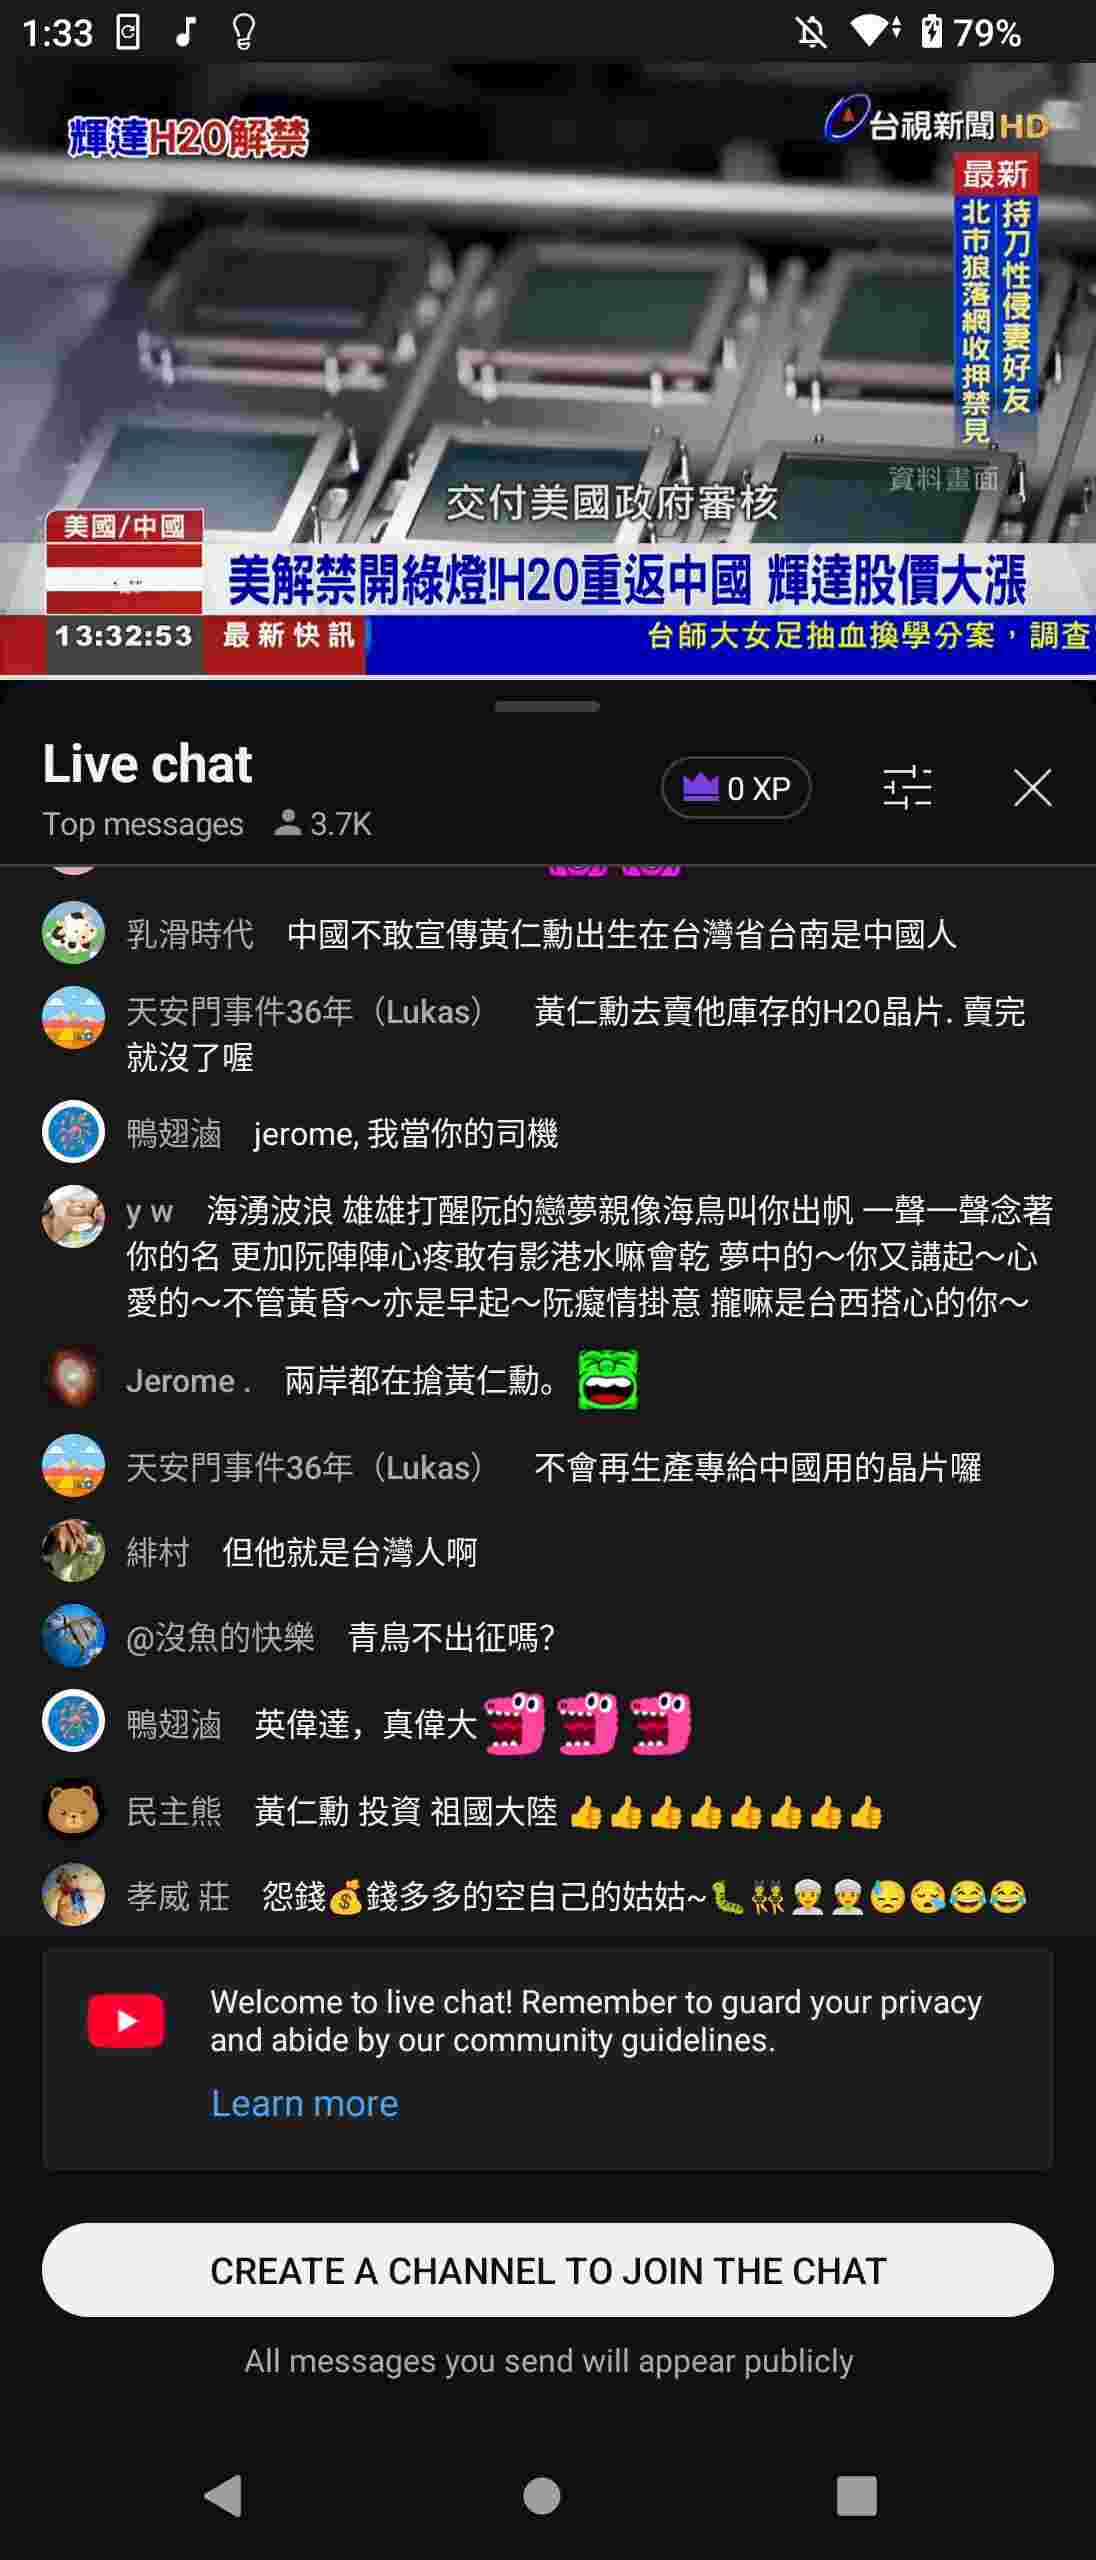 1:33 79%
輝達H20解禁
台視新聞HD
最新
持刀性侵妻好友
北市狼落網收押禁見
資料畫面
交付美國政府審核
美國/中國
美解禁開綠燈!H20重返中國 輝達股價大漲
13:32:53 最新快訊 台師大女足抽血換學分案，調查
Live chat
0 XP
Top messages 3.7K
乳滑時代 中國不敢宣傳黃仁勳出生在台灣省台南是中國人
天安門事件36年（Lukas） 黃仁勳去賣他庫存的H20晶片. 賣完
就沒了喔
鴨翅滷 jerome, 我當你的司機
y w 海湧波浪 雄雄打醒阮的戀夢親像海鳥叫你出帆 一聲一聲念著
你的名 更加阮陣陣心疼敢有影港水嘛會乾 夢中的～你又講起～心
愛的～不管黃昏～亦是早起～阮癡情掛意 攏嘛是台西搭心的你～
Jerome . 兩岸都在搶黃仁勳。
天安門事件36年（Lukas） 不會再生產專給中國用的晶片囉
緋村 但他就是台灣人啊
@沒魚的快樂 青鳥不出征嗎?
鴨翅滷 英偉達，真偉大
民主熊 黃仁勳 投資 祖國大陸 👍👍👍👍👍👍👍👍
孝威 莊 怨錢💰錢多多的空自己的姑姑~🐛👯👳👳😓😪😂😂
Welcome to live chat! Remember to guard your privacy
and abide by our community guidelines.
Learn more
CREATE A CHANNEL TO JOIN THE CHAT
All messages you send will appear publicly